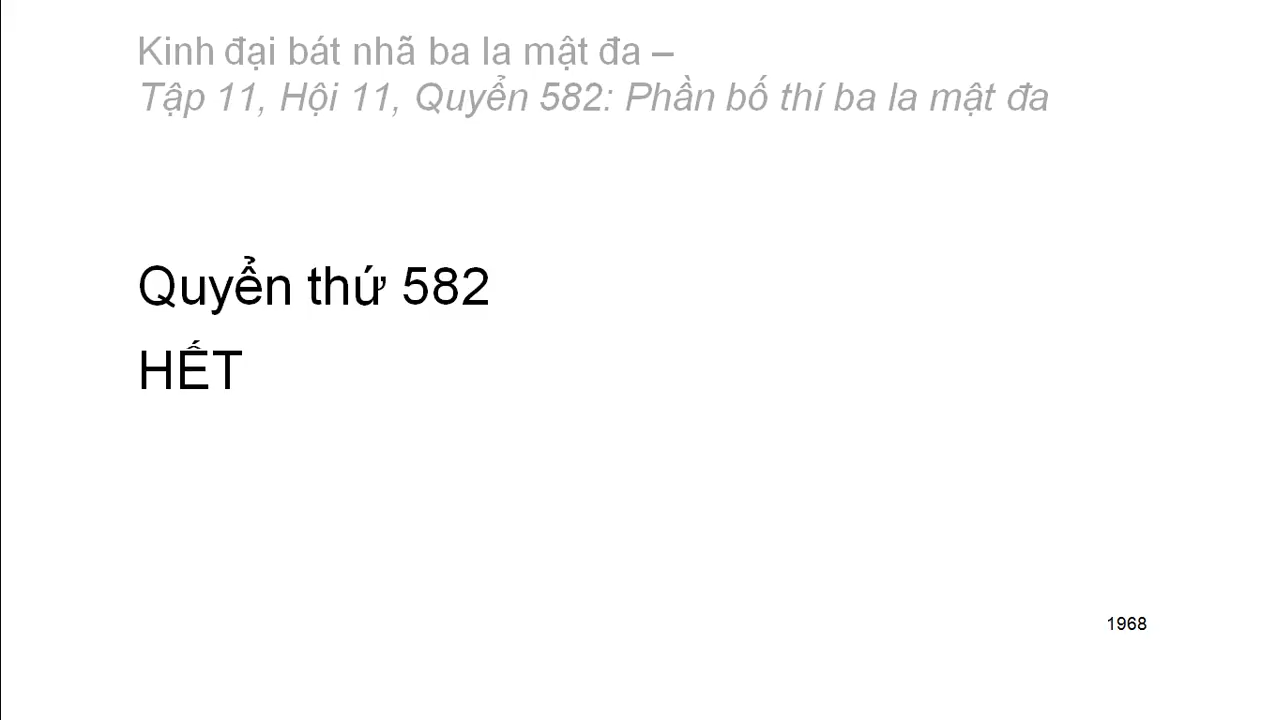 Kinh đại bát nhã ba la mật đa –
Tập 11, Hội 11, Quyển 582: Phần bố thí ba la mật đa
Quyển thứ 582
HẾT
1968